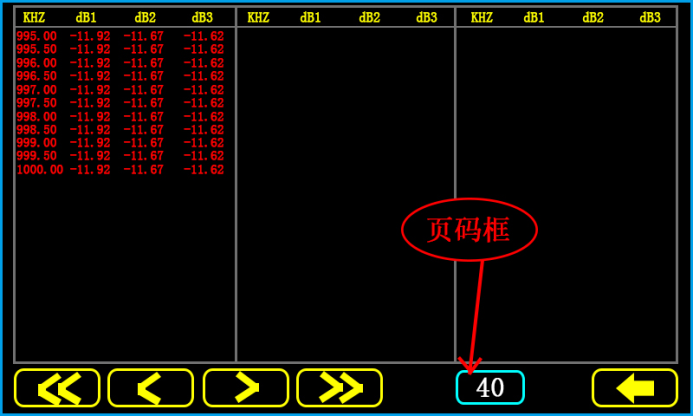 KHZ dB1 dB2 dB3 KHZ dB1 dB2 dB3 KHZ dB1 dB2 dB3
995.00 -11.92 -11.67 -11.62
995.50 -11.92 -11.67 -11.62
996.00 -11.92 -11.67 -11.62
996.50 -11.92 -11.67 -11.62
997.00 -11.92 -11.67 -11.62
997.50 -11.92 -11.67 -11.62
998.00 -11.92 -11.67 -11.62
998.50 -11.92 -11.67 -11.62
999.00 -11.92 -11.67 -11.62
999.50 -11.92 -11.67 -11.62
1000.00 -11.92 -11.67 -11.62
页码框
40